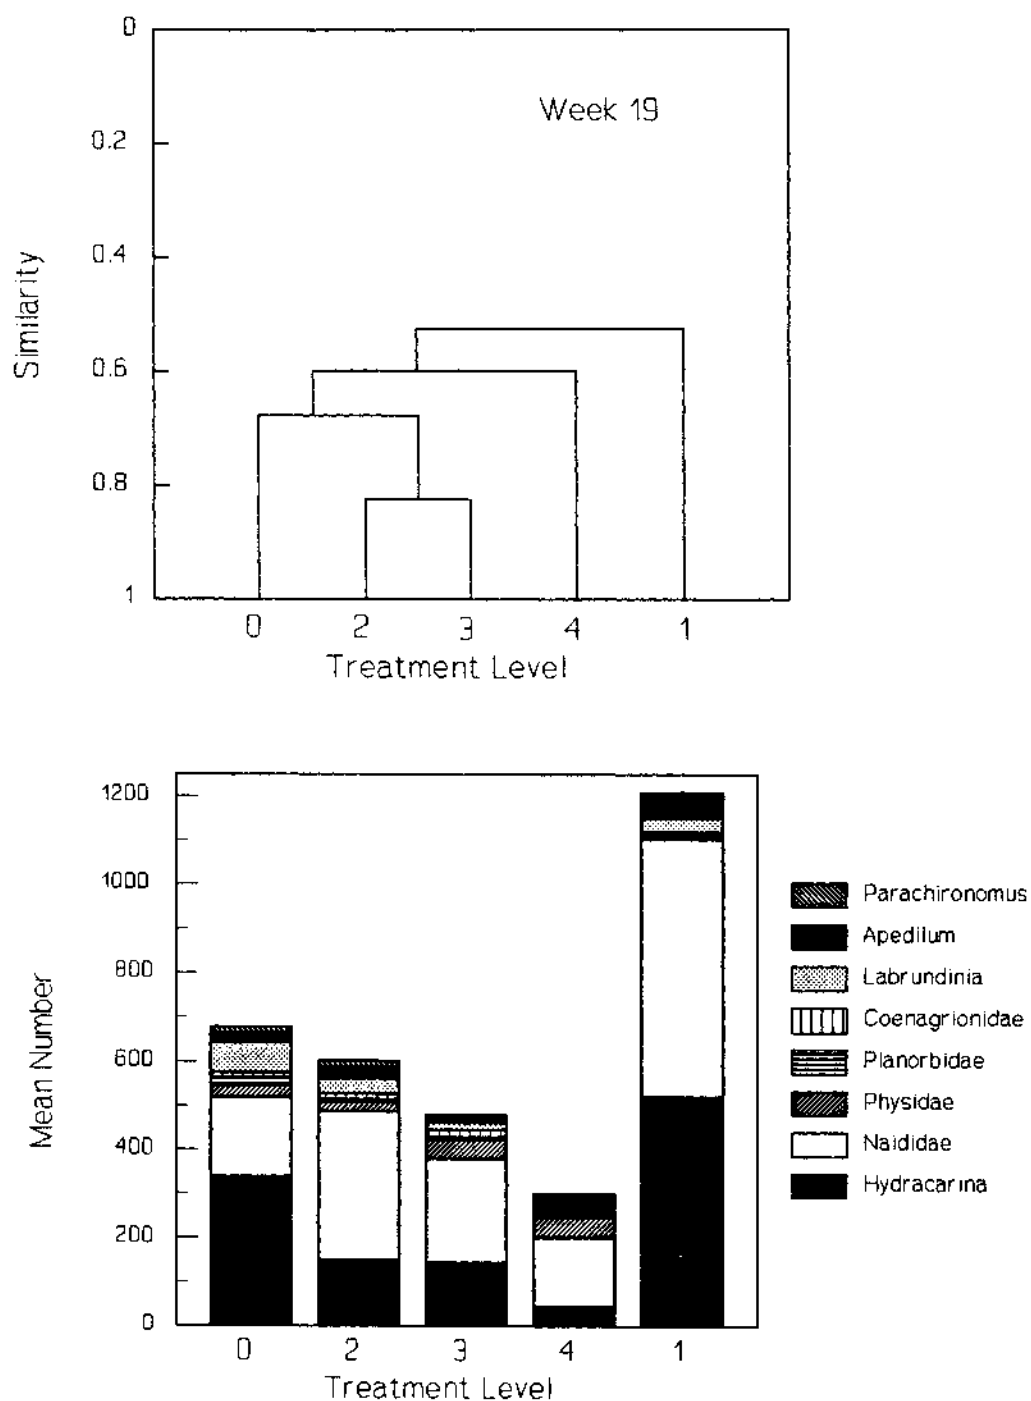 0
Week 19
0.2
0.4
Similarity
0.6
0.8
1
0 2 3 4 1
Treatment Level
1200
1000
800
600
400
200
0
Mean Number
Parachironomus
Apedilum
Labrundinia
Coenagrionidae
Planorbidae
Physidae
Naididae
Hydracarina
0 2 3 4 1
Treatment Level